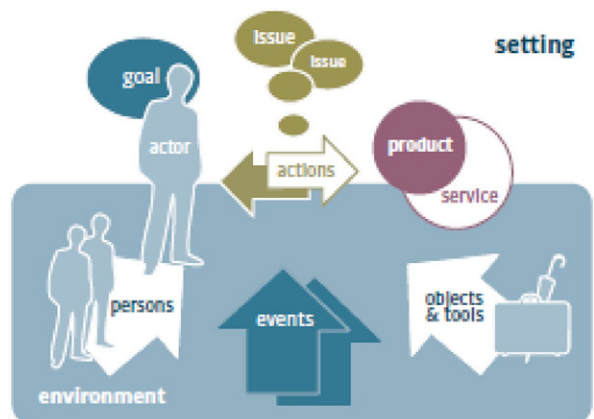 issue
issue
setting
goal
actor
product
actions
service
persons
events
objects
& tools
environment